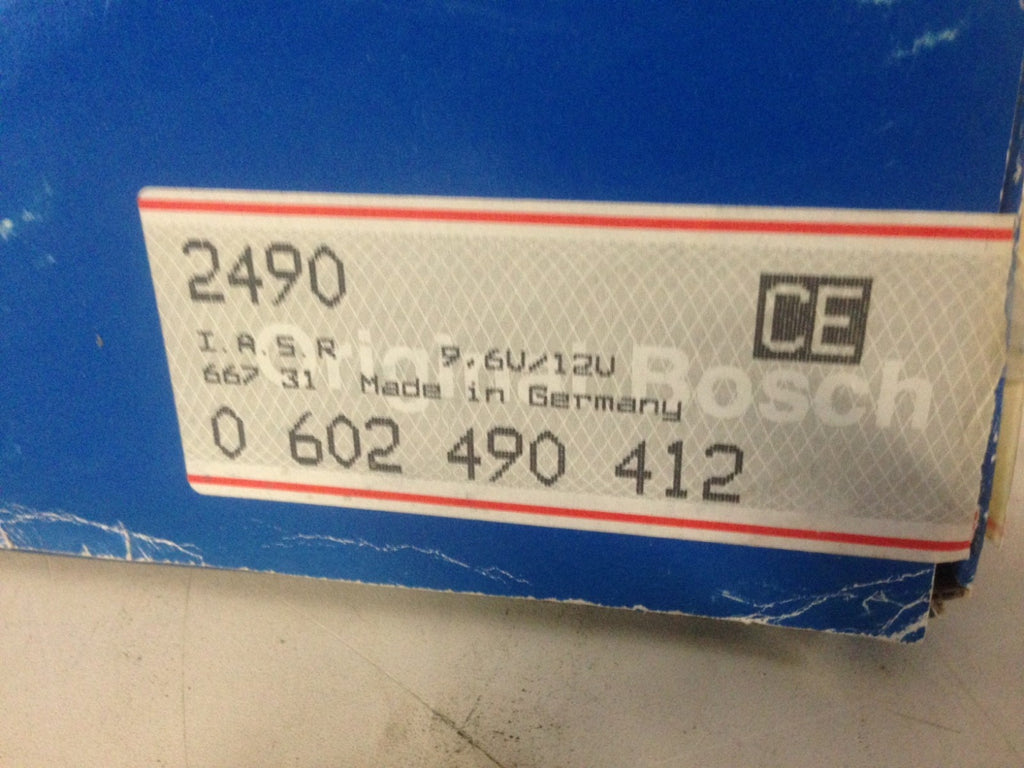 2490
CE
I.A.S.R 9,6V/12V
Original Bosch
667 31 Made in Germany
0 602 490 412